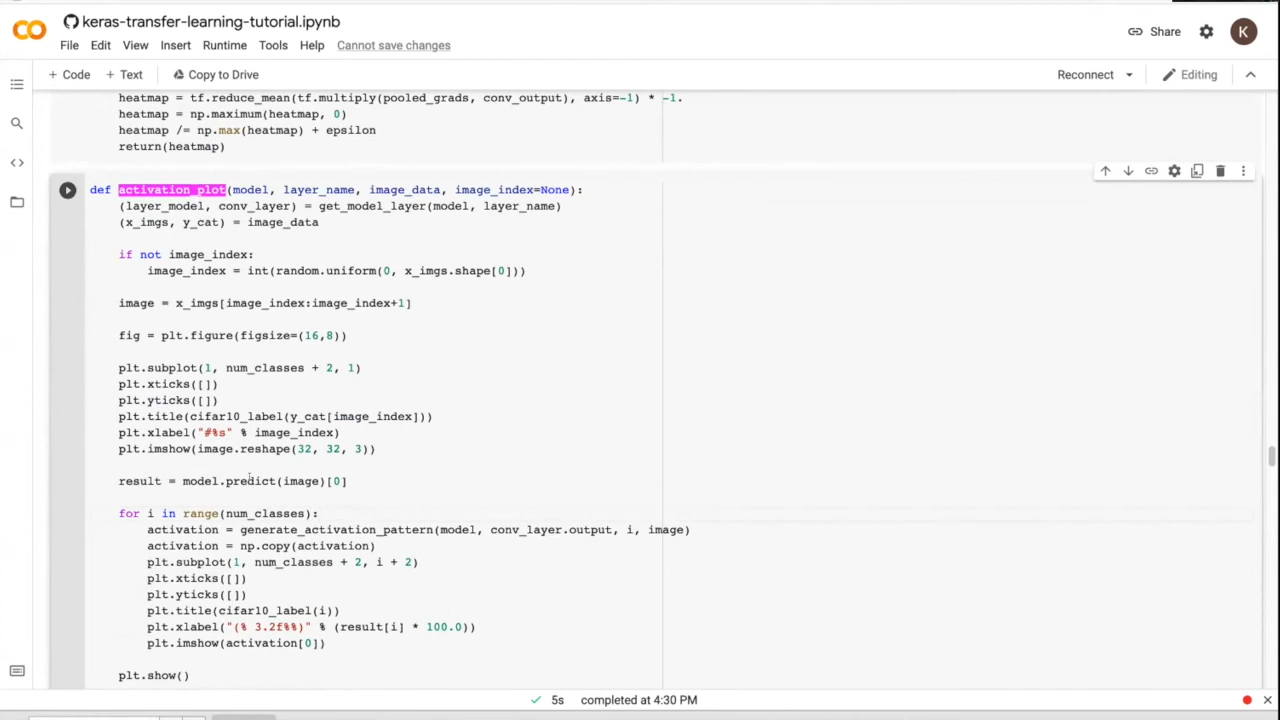 keras-transfer-learning-tutorial.ipynb
File Edit View Insert Runtime Tools Help Cannot save changes
Share
K
+ Code + Text Copy to Drive
Reconnect
Editing
heatmap = tf.reduce_mean(tf.multiply(pooled_grads, conv_output), axis=-1) * -1.
heatmap = np.maximum(heatmap, 0)
heatmap /= np.max(heatmap) + epsilon
return(heatmap)
def activation_plot(model, layer_name, image_data, image_index=None):
(layer_model, conv_layer) = get_model_layer(model, layer_name)
(x_imgs, y_cat) = image_data
if not image_index:
image_index = int(random.uniform(0, x_imgs.shape[0]))
image = x_imgs[image_index:image_index+1]
fig = plt.figure(figsize=(16,8))
plt.subplot(1, num_classes + 2, 1)
plt.xticks([])
plt.yticks([])
plt.title(cifar10_label(y_cat[image_index]))
plt.xlabel("#%s" % image_index)
plt.imshow(image.reshape(32, 32, 3))
result = model.predict(image)[0]
for i in range(num_classes):
activation = generate_activation_pattern(model, conv_layer.output, i, image)
activation = np.copy(activation)
plt.subplot(1, num_classes + 2, i + 2)
plt.xticks([])
plt.yticks([])
plt.title(cifar10_label(i))
plt.xlabel("(% 3.2f%%)" % (result[i] * 100.0))
plt.imshow(activation[0])
plt.show()
5s completed at 4:30 PM